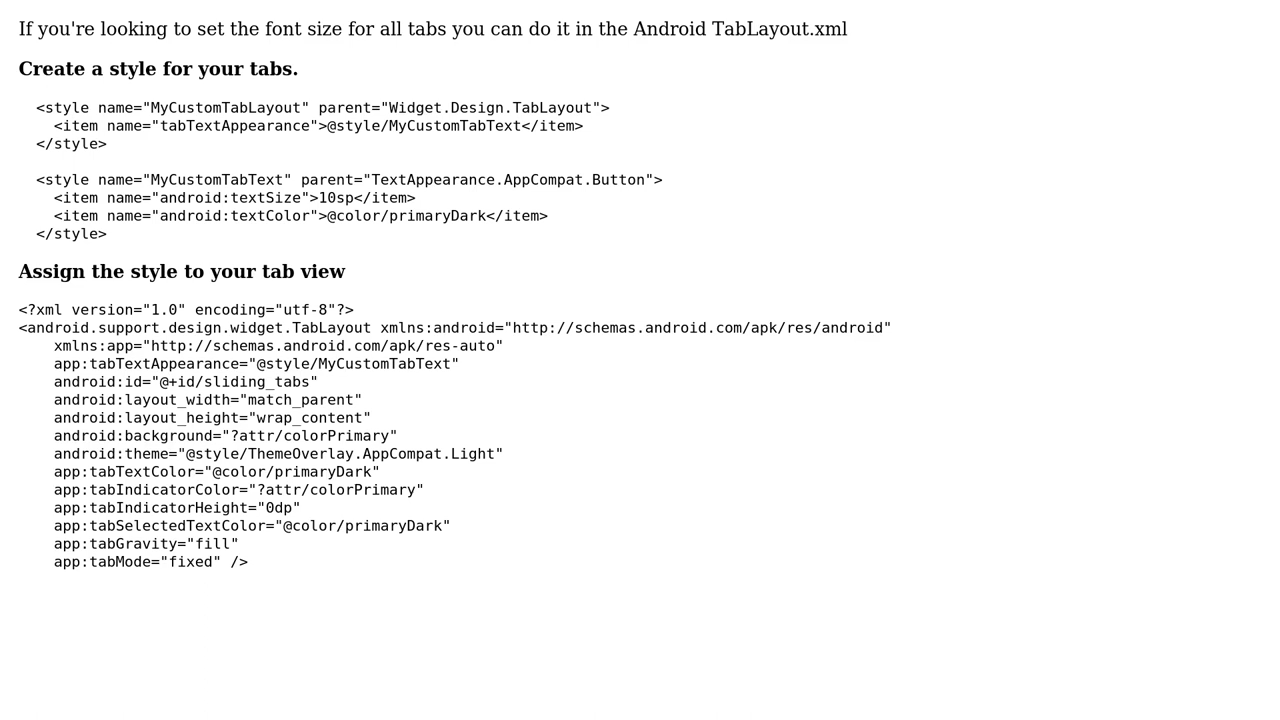 If you're looking to set the font size for all tabs you can do it in the Android TabLayout.xml
Create a style for your tabs.
  <style name="MyCustomTabLayout" parent="Widget.Design.TabLayout">
    <item name="tabTextAppearance">@style/MyCustomTabText</item>
  </style>

  <style name="MyCustomTabText" parent="TextAppearance.AppCompat.Button">
    <item name="android:textSize">10sp</item>
    <item name="android:textColor">@color/primaryDark</item>
  </style>
Assign the style to your tab view
<?xml version="1.0" encoding="utf-8"?>
<android.support.design.widget.TabLayout xmlns:android="http://schemas.android.com/apk/res/android"
    xmlns:app="http://schemas.android.com/apk/res-auto"
    app:tabTextAppearance="@style/MyCustomTabText"
    android:id="@+id/sliding_tabs"
    android:layout_width="match_parent"
    android:layout_height="wrap_content"
    android:background="?attr/colorPrimary"
    android:theme="@style/ThemeOverlay.AppCompat.Light"
    app:tabTextColor="@color/primaryDark"
    app:tabIndicatorColor="?attr/colorPrimary"
    app:tabIndicatorHeight="0dp"
    app:tabSelectedTextColor="@color/primaryDark"
    app:tabGravity="fill"
    app:tabMode="fixed" />